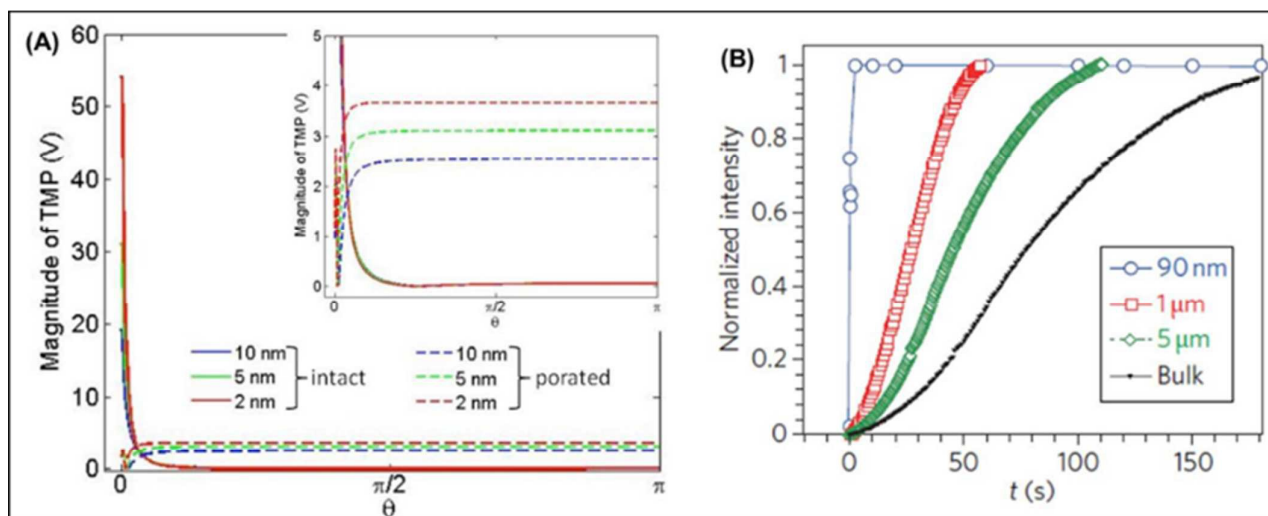 (A)
60
50
40
30
20
10
0
Magnitude of TMP (V)
0
π/2
π
θ
5
4
3
2
1
0
Magnitude of TMP (V)
0
π/2
π
θ
10 nm
5 nm
2 nm
intact
10 nm
5 nm
2 nm
porated
(B)
1
0.8
0.6
0.4
0.2
0
Normalized intensity
0
50
100
150
t (s)
90 nm
1 μm
5 μm
Bulk